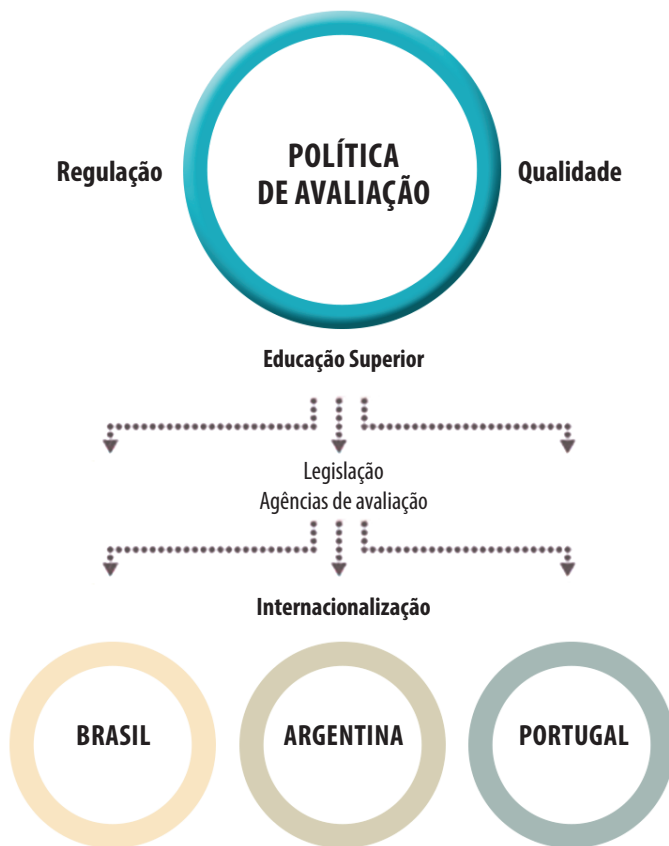 POLÍTICA
DE AVALIAÇÃO
Regulação
Qualidade
Educação Superior
Legislação
Agências de avaliação
Internacionalização
BRASIL
ARGENTINA
PORTUGAL